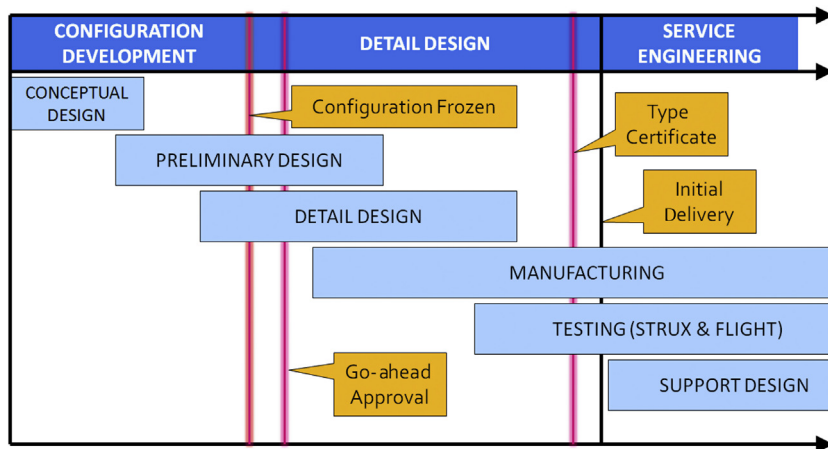 CONFIGURATION
DEVELOPMENT
DETAIL DESIGN
SERVICE
ENGINEERING
CONCEPTUAL
DESIGN
Configuration Frozen
Type
Certificate
PRELIMINARY DESIGN
Initial
Delivery
DETAIL DESIGN
MANUFACTURING
TESTING (STRUX & FLIGHT)
Go-ahead
Approval
SUPPORT DESIGN